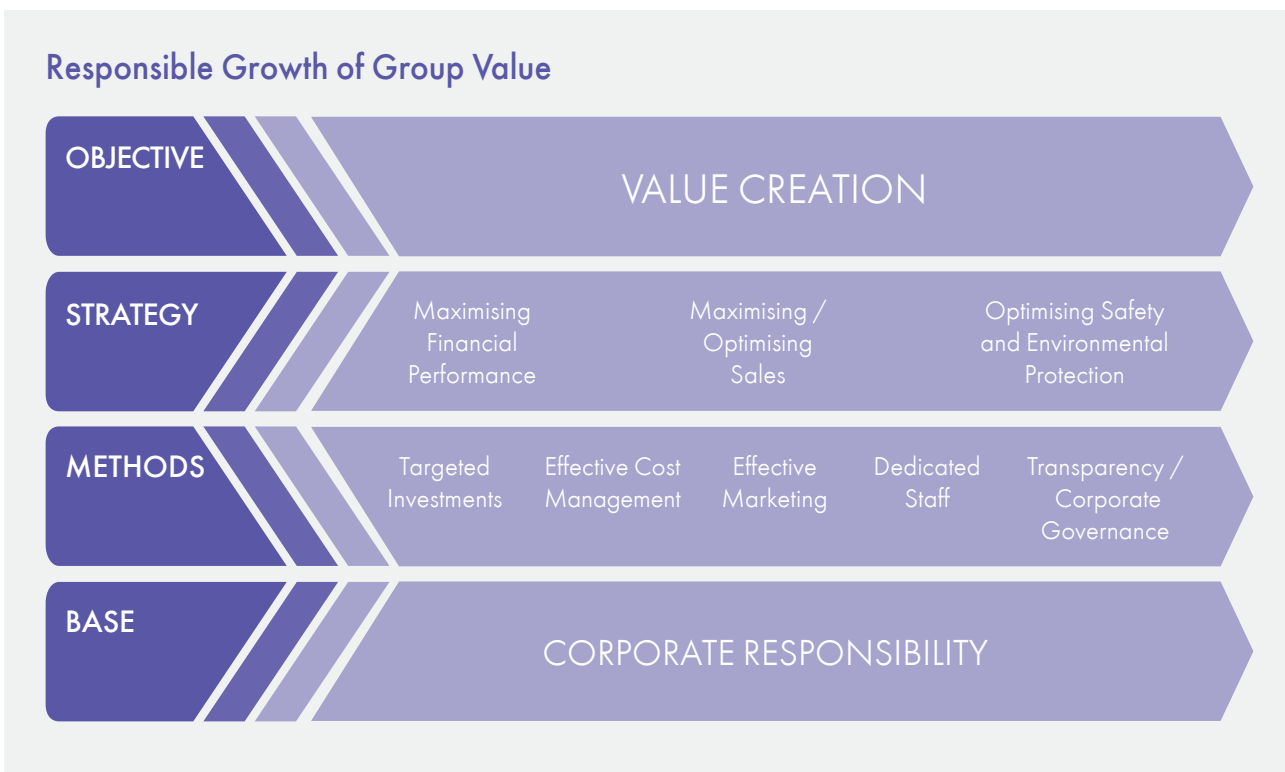 Responsible Growth of Group Value
OBJECTIVE
VALUE CREATION
STRATEGY
Maximising
Financial
Performance
Maximising /
Optimising
Sales
Optimising Safety
and Environmental
Protection
METHODS
Targeted
Investments
Effective Cost
Management
Effective
Marketing
Dedicated
Staff
Transparency /
Corporate
Governance
BASE
CORPORATE RESPONSIBILITY